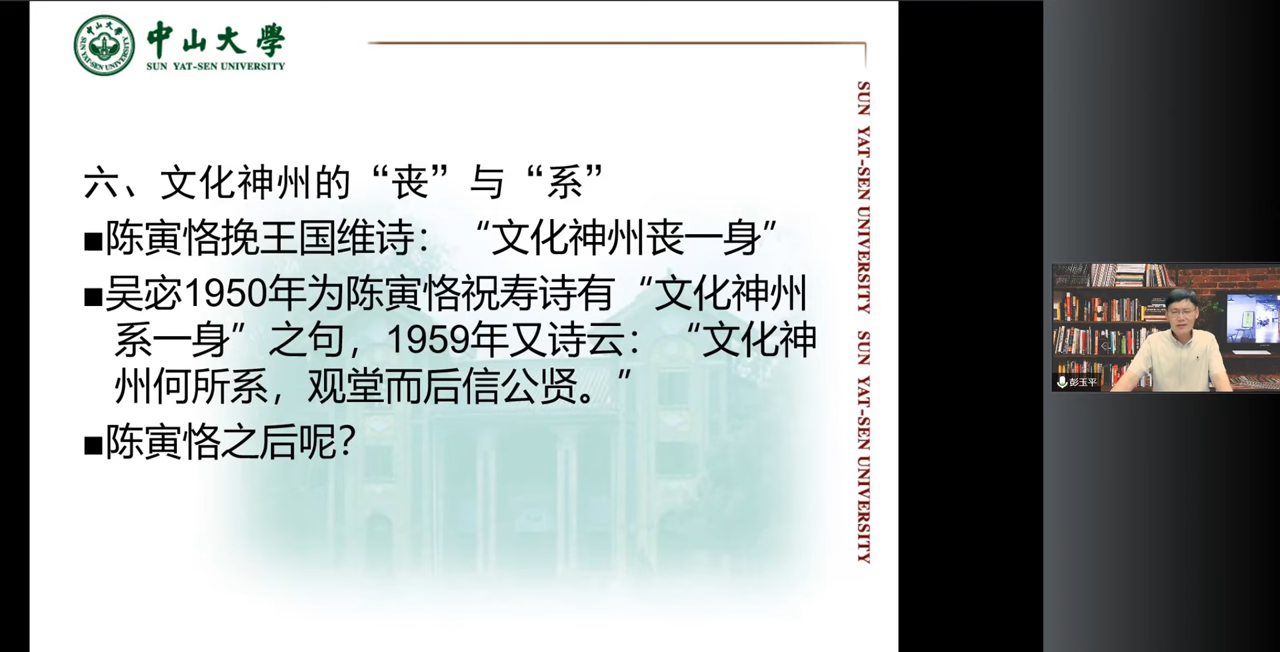 中山大學
SUN YAT-SEN UNIVERSITY
六、文化神州的“丧”与“系”
■陈寅恪挽王国维诗：“文化神州丧一身”
■吴宓1950年为陈寅恪祝寿诗有“文化神州
系一身”之句，1959年又诗云：“文化神
州何所系，观堂而后信公贤。”
■陈寅恪之后呢？
SUN YAT-SEN UNIVERSITY SUN YAT-SEN UNIVERSITY
彭玉平